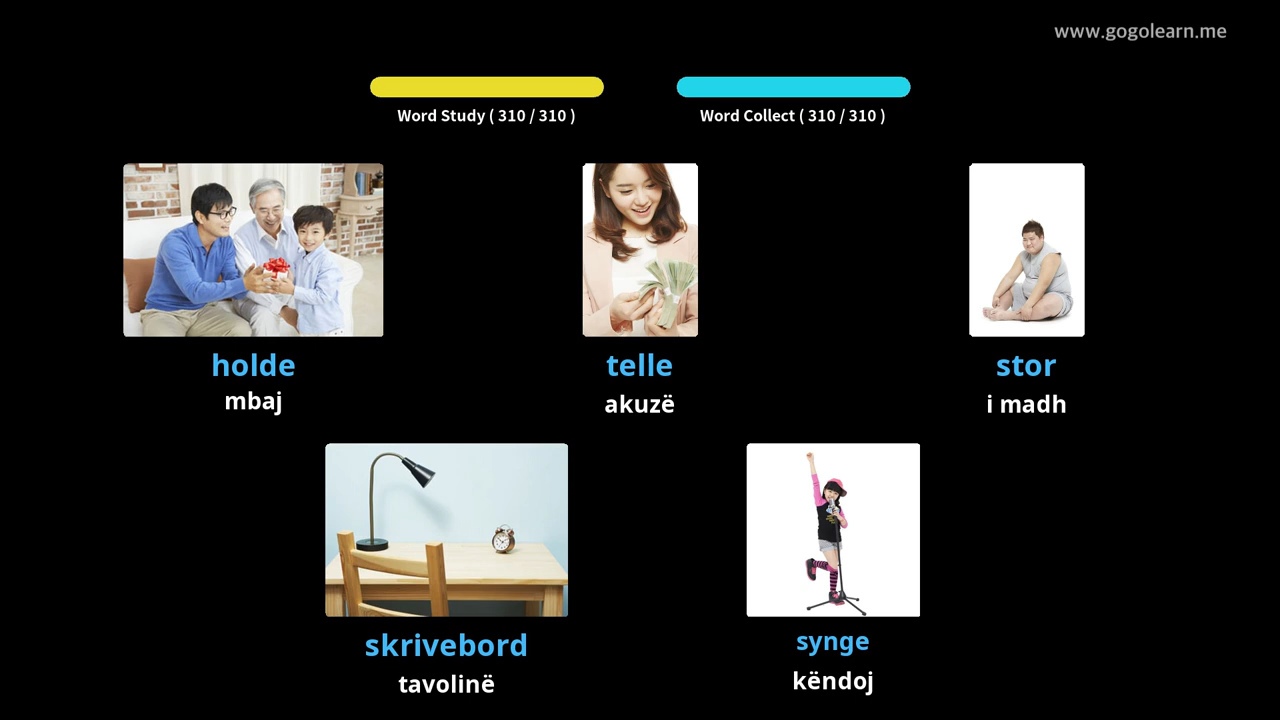 www.gogolearn.me
Word Study ( 310 / 310 )
Word Collect ( 310 / 310 )
holde
mbaj
telle
akuzë
stor
i madh
skrivebord
tavolinë
synge
këndoj